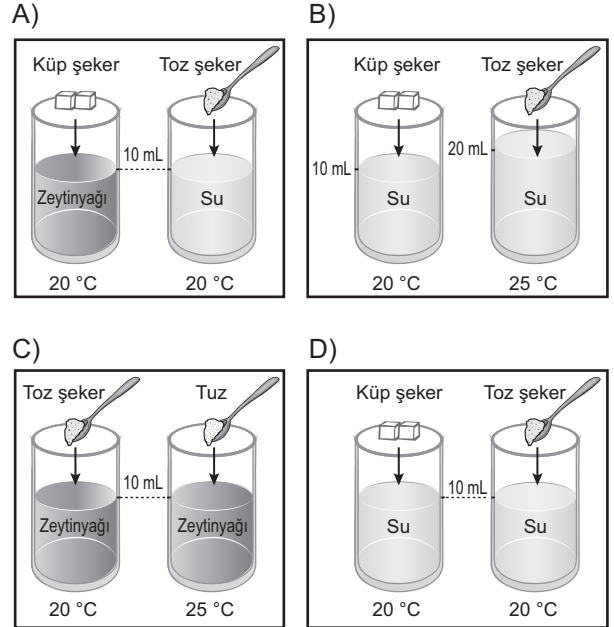 A)
Küp şeker Toz şeker
10 mL
Zeytinyağı Su
20 °C 20 °C
B)
Küp şeker Toz şeker
20 mL
10 mL
Su Su
20 °C 25 °C
C)
Toz şeker Tuz
10 mL
Zeytinyağı Zeytinyağı
20 °C 25 °C
D)
Küp şeker Toz şeker
10 mL
Su Su
20 °C 20 °C